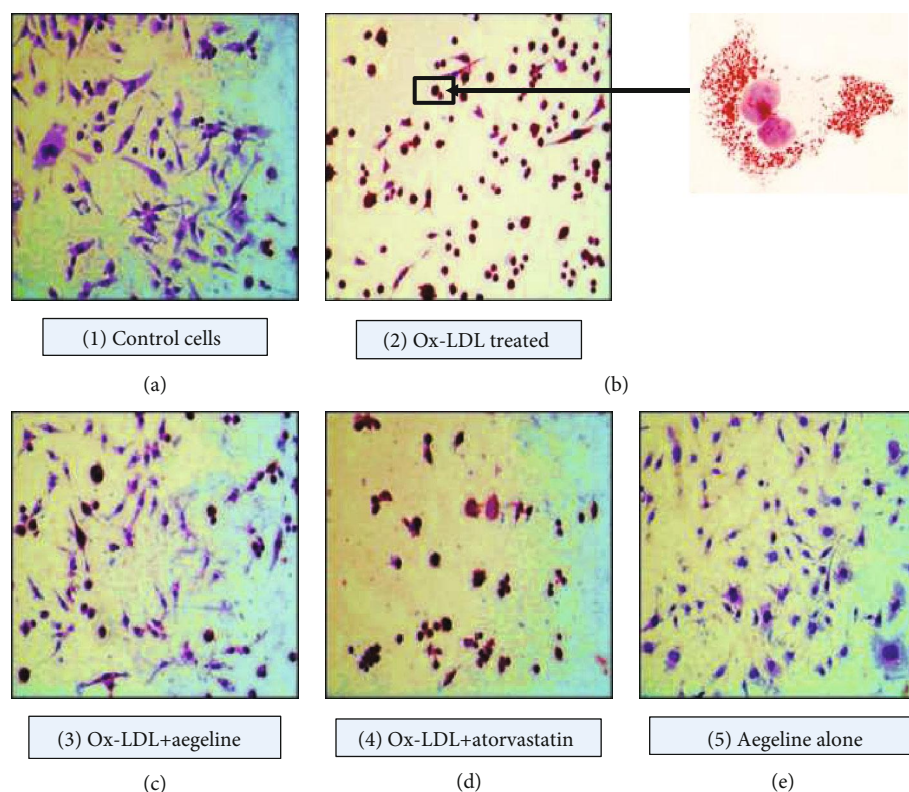 (1) Control cells
(2) Ox-LDL treated
(a)
(b)
(3) Ox-LDL+aegeline
(4) Ox-LDL+atorvastatin
(5) Aegeline alone
(c)
(d)
(e)